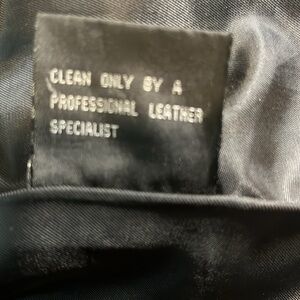 CLEAN ONLY BY A
PROFESSIONAL LEATHER
SPECIALIST